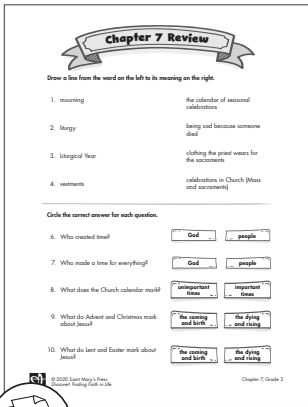 Chapter 7 Review
Draw a line from the word on the left to its meaning on the right.
1. mourning
the calendar of seasonal
celebrations
2. liturgy
being sad because someone
died
3. Liturgical Year
clothing the priest wears for
the sacraments
4. vestments
celebrations in Church (Mass
and sacraments)
Circle the correct answer for each question.
6. Who created time?
God
people
7. Who made a time for everything?
God
people
8. What does the Church calendar mark?
unimportant
times
important
times
9. What do Advent and Christmas mark
about Jesus?
the coming
and birth
the dying
and rising
10. What do Lent and Easter mark about
Jesus?
the coming
and birth
the dying
and rising
© 2020 Saint Mary's Press
Discover! Finding Faith in Life
Chapter 7, Grade 3